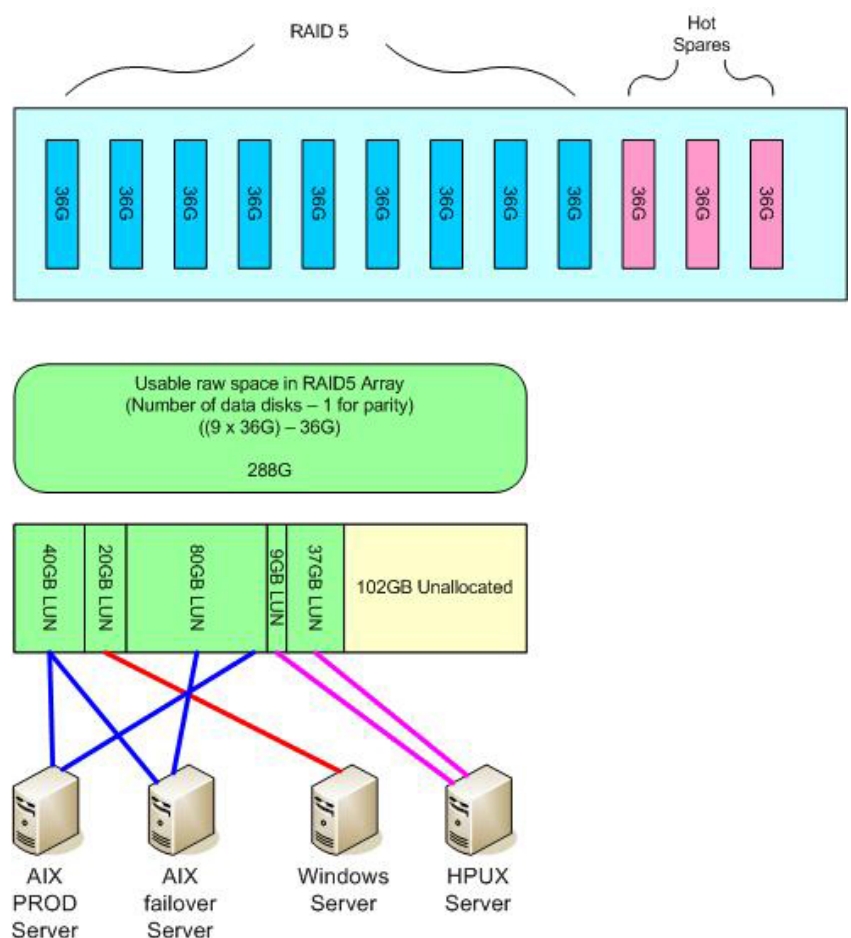 RAID 5
Hot
Spares
36G
36G
36G
36G
36G
36G
36G
36G
36G
36G
36G
36G
Usable raw space in RAID5 Array
(Number of data disks – 1 for parity)
((9 x 36G) – 36G)
288G
40GB LUN
20GB LUN
80GB LUN
9GB LUN
37GB LUN
102GB Unallocated
AIX
PROD
Server
AIX
failover
Server
Windows
Server
HPUX
Server